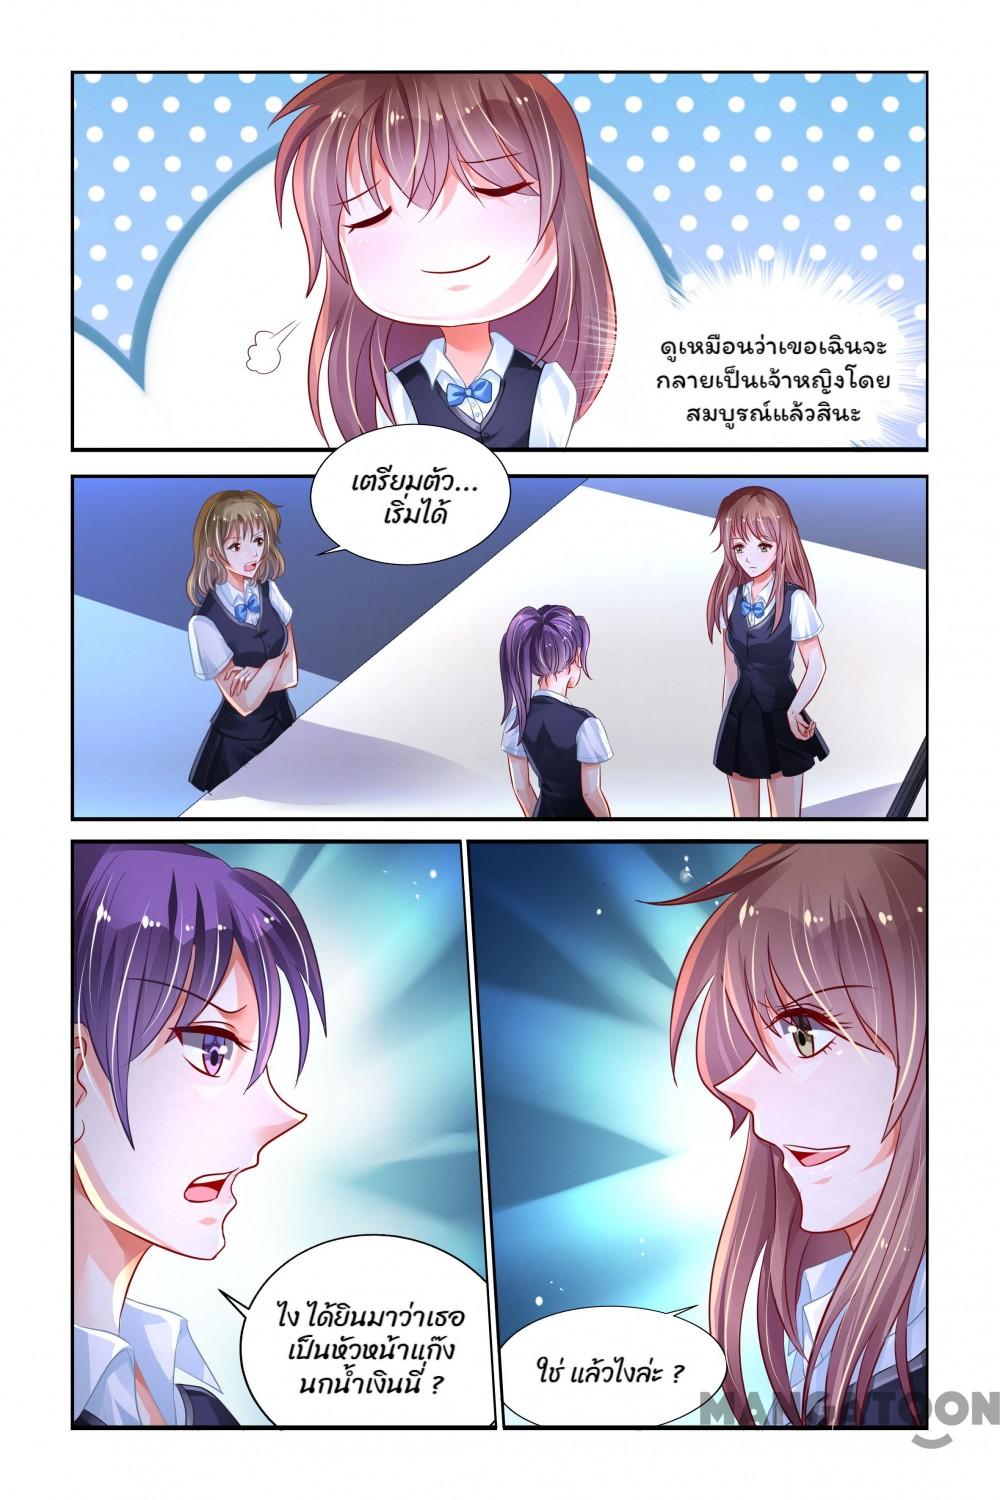 ดูเหมือนว่าเขอเฉินจะ
กลายเป็นเจ้าหญิงโดย
สมบูรณ์แล้วสินะ
เตรียมตัว...
เริ่มได้
ไง ได้ยินมาว่าเธอ
เป็นหัวหน้าแก๊ง
นกน้ำเงินนี่ ?
ใช่ แล้วไงล่ะ ?
MANGATOON